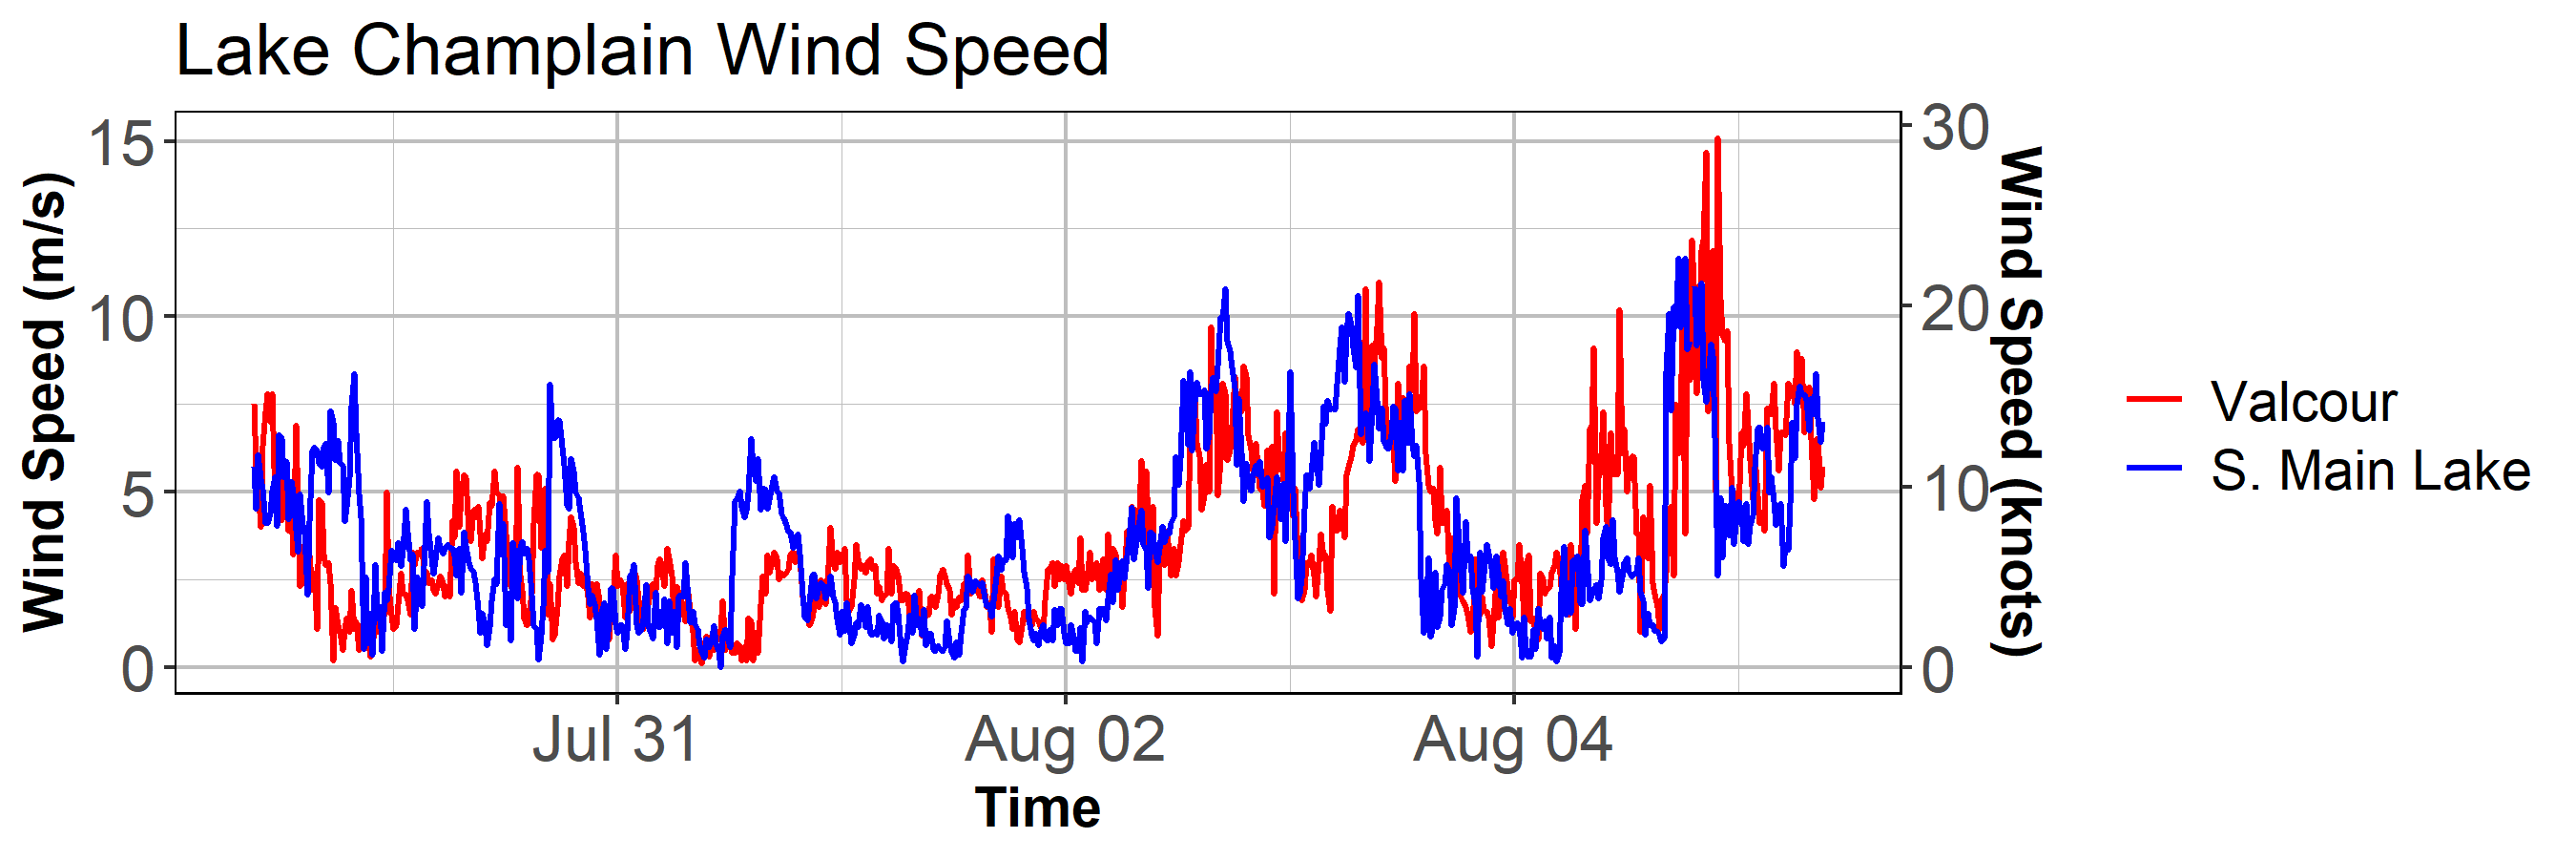 Lake Champlain Wind Speed
Wind Speed (m/s)
15
10
5
0
30
20
10
0
Wind Speed (knots)
Jul 31
Aug 02
Aug 04
Time
Valcour
S. Main Lake